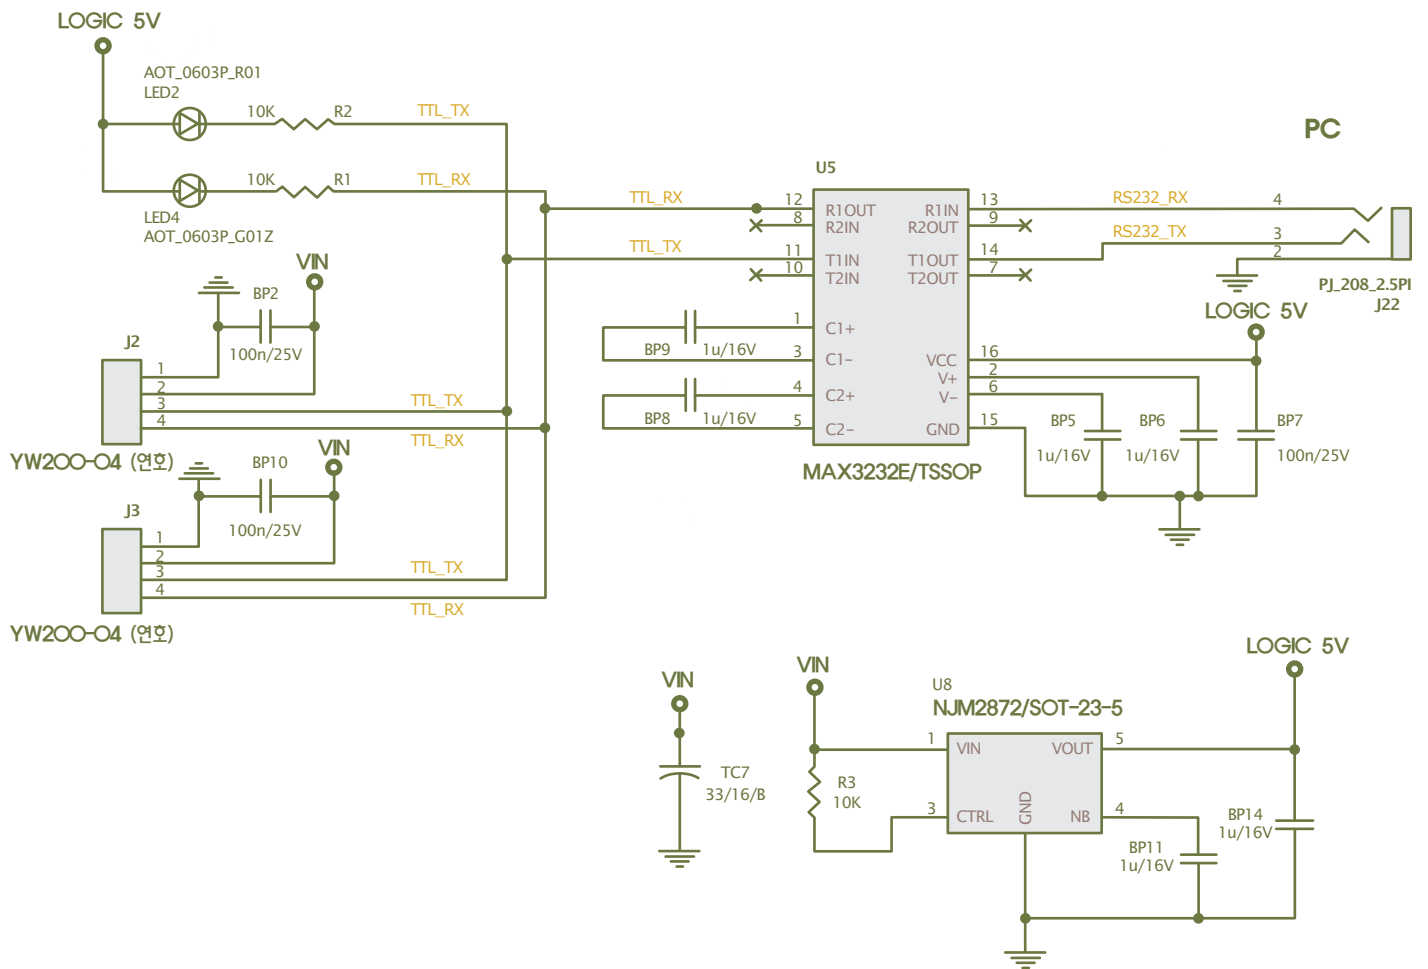 LOGIC 5V
AOT_0603P_R01
LED2
10K
R2
TTL_TX
10K
R1
TTL_RX
LED4
AOT_0603P_G01Z
VIN
BP2
100n/25V
J2
1
2
3
4
TTL_TX
TTL_RX
YW200-04 (연호)
VIN
BP10
100n/25V
J3
1
2
3
4
TTL_TX
TTL_RX
YW200-04 (연호)
PC
U5
TTL_RX
12
R1OUT
R1IN
13
RS232_RX
4
8
R2IN
R2OUT
9
TTL_TX
11
T1IN
T1OUT
14
RS232_TX
3
10
T2IN
T2OUT
7
2
PJ_208_2.5PI
J22
1
C1+
BP9
1u/16V
3
C1-
4
C2+
BP8
1u/16V
5
C2-
VCC
16
V+
2
V-
6
GND
15
MAX3232E/TSSOP
LOGIC 5V
BP5
1u/16V
BP6
1u/16V
BP7
100n/25V
VIN
TC7
33/16/B
VIN
R3
10K
U8
NJM2872/SOT-23-5
1
VIN
VOUT
5
3
CTRL
GND
NB
4
LOGIC 5V
BP11
1u/16V
BP14
1u/16V